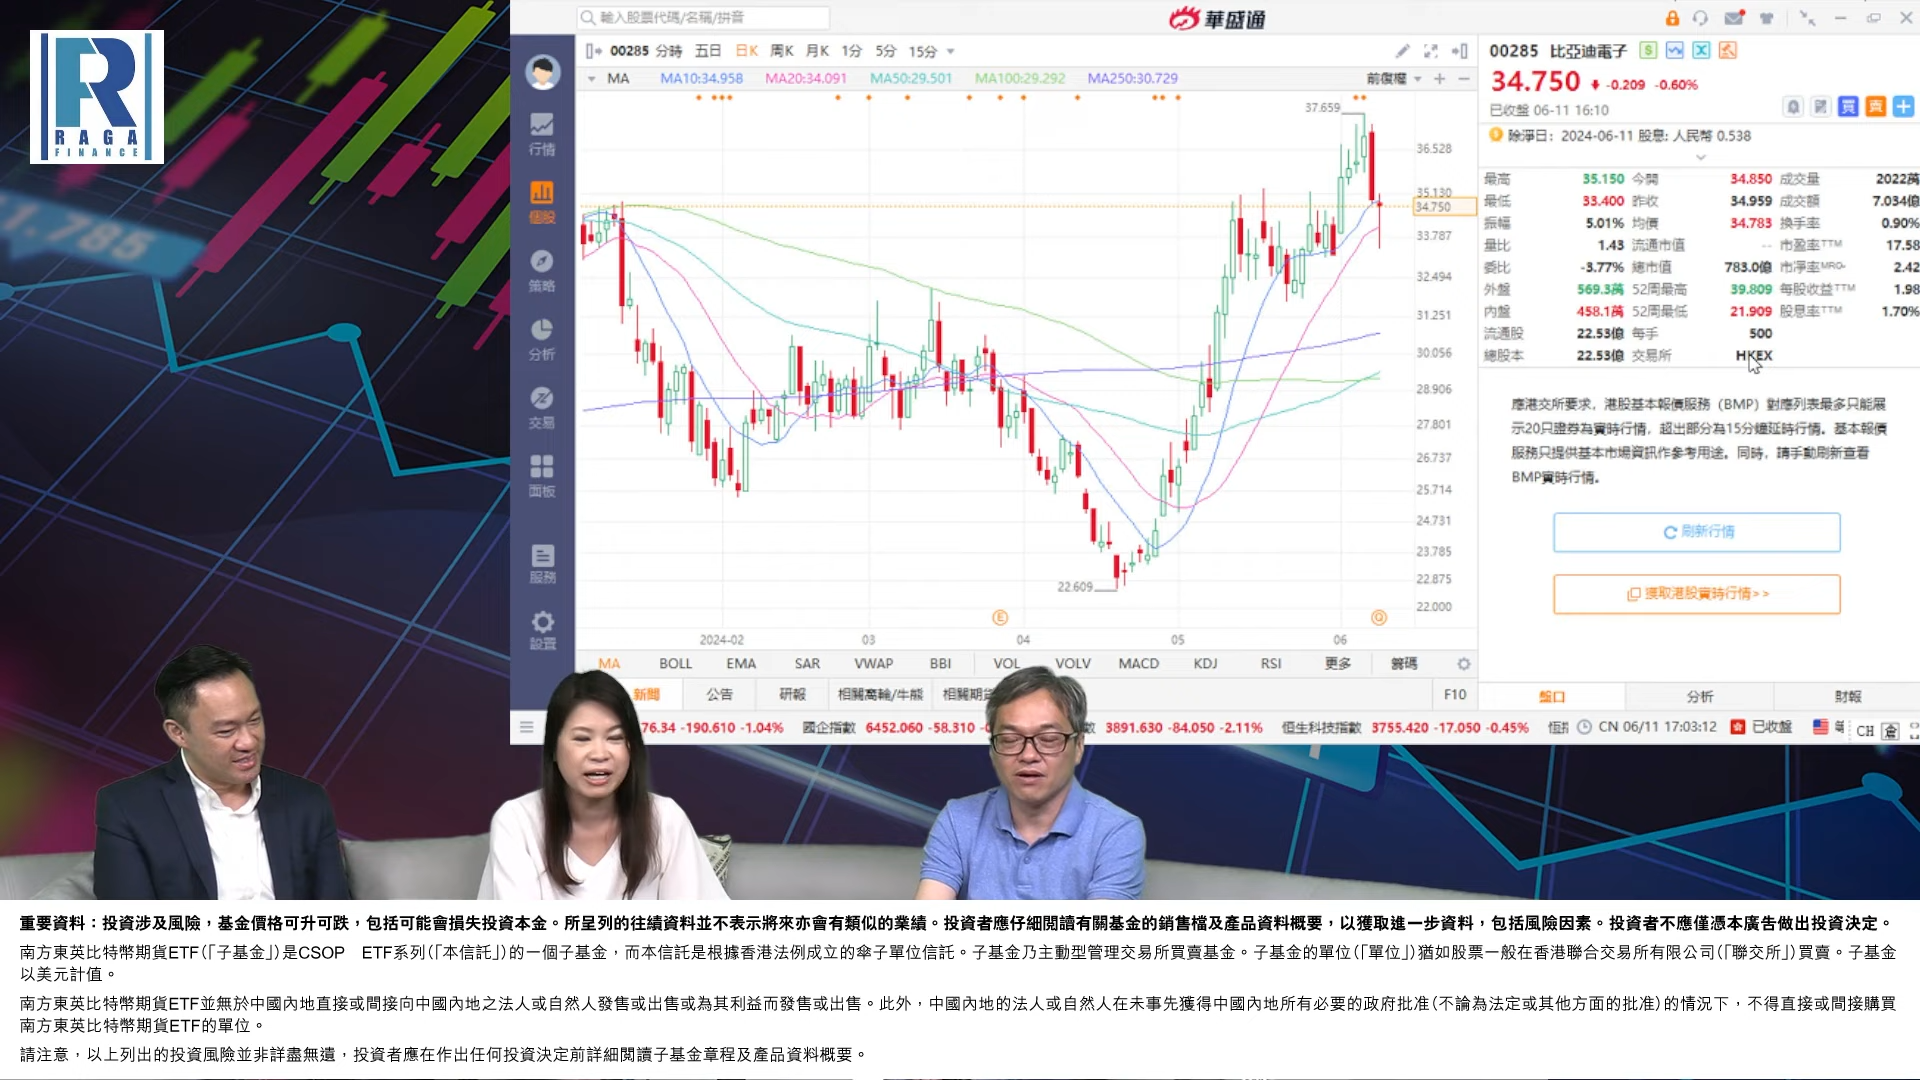 RAGA
FINANCE
輸入股票代碼/名稱/拼音
華盛通
00285 分時 五日 日K 周K 月K 1分 5分 15分
MA MA10:34.958 MA20:34.091 MA50:29.501 MA100:29.292 MA250:30.729 前復權
行情
個股
策略
分析
交易
面板
服務
設置
37.659
36.528
35.130
34.750
33.787
32.494
31.251
30.056
28.906
27.801
26.737
25.714
24.731
23.785
22.875
22.000
22.609
E
Q
2024-02 03 04 05 06
MA BOLL EMA SAR VWAP BBI VOL VOLV MACD KDJ RSI 更多 籌碼
新聞 公告 研報 相關窩輪/牛熊 相關期 F10
76.34 -190.610 -1.04% 國企指數 6452.060 -58.310 數 3891.630 -84.050 -2.11% 恒生科技指數 3755.420 -17.050 -0.45% CN 06/11 17:03:12 已收盤 CH 倉
00285 比亞迪電子 S
34.750 -0.209 -0.60%
已收盤 06-11 16:10
買 賣
除淨日: 2024-06-11 股息: 人民幣 0.538
最高 35.150 今開 34.850 成交量 2022萬
最低 33.400 昨收 34.959 成交額 7.034億
振幅 5.01% 均價 34.783 換手率 0.90%
量比 1.43 流通市值 -- 市盈率TTM 17.58
委比 -3.77% 總市值 783.0億 市淨率MRQ 2.42
外盤 569.3萬 52周最高 39.809 每股收益TTM 1.98
內盤 458.1萬 52周最低 21.909 股息率TTM 1.70%
流通股 22.53億 每手 500
總股本 22.53億 交易所 HKEX
應港交所要求，港股基本報價服務（BMP）對應列表最多只能展
示20只證券為實時行情，超出部分為15分鐘延時行情。基本報價
服務只提供基本市場資訊作參考用途。同時，請手動刷新查看
BMP實時行情。
刷新行情
獲取港股實時行情>>
盤口 分析 財報
1.785
重要資料：投資涉及風險，基金價格可升可跌，包括可能會損失投資本金。所呈列的往績資料並不表示將來亦會有類似的業績。投資者應仔細閱讀有關基金的銷售檔及產品資料概要，以獲取進一步資料，包括風險因素。投資者不應僅憑本廣告做出投資決定。
南方東英比特幣期貨ETF(「子基金」)是CSOP ETF系列(「本信託」)的一個子基金，而本信託是根據香港法例成立的傘子單位信託。子基金乃主動型管理交易所買賣基金。子基金的單位(「單位」)猶如股票一般在香港聯合交易所有限公司(「聯交所」)買賣。子基金
以美元計值。
南方東英比特幣期貨ETF並無於中國內地直接或間接向中國內地之法人或自然人發售或出售或為其利益而發售或出售。此外，中國內地的法人或自然人在未事先獲得中國內地所有必要的政府批准(不論為法定或其他方面的批准)的情況下，不得直接或間接購買
南方東英比特幣期貨ETF的單位。
請注意，以上列出的投資風險並非詳盡無遺，投資者應在作出任何投資決定前詳細閱讀子基金章程及產品資料概要。